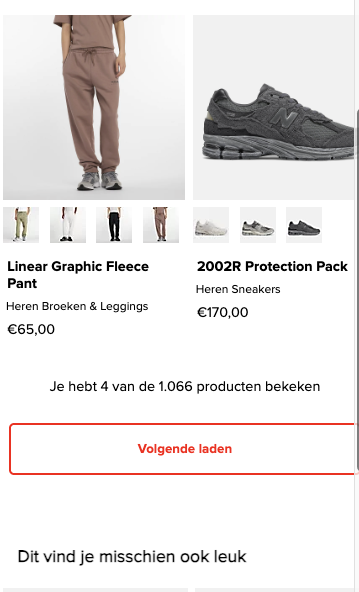 Linear Graphic Fleece
Pant
Heren Broeken & Leggings
€65,00
2002R Protection Pack
Heren Sneakers
€170,00
Je hebt 4 van de 1.066 producten bekeken
Volgende laden
Dit vind je misschien ook leuk